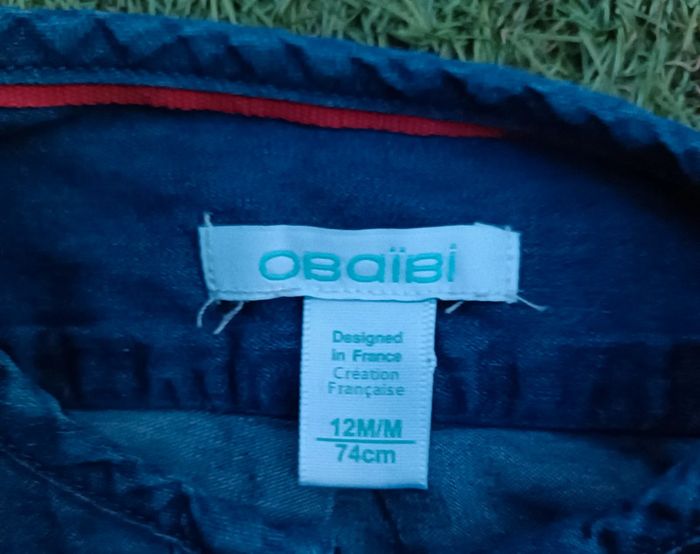 obaïbi
Designed
in France
Création
Française
12M/M
74cm